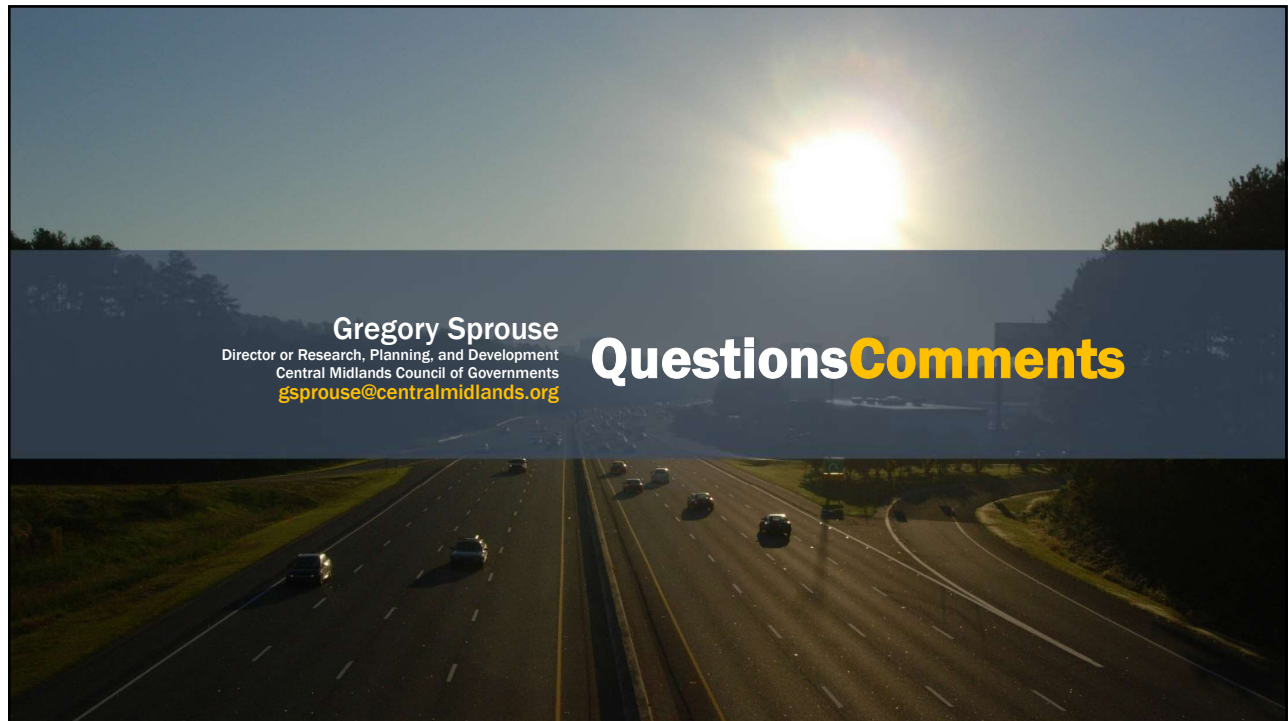 Gregory Sprouse
Director or Research, Planning, and Development
Central Midlands Council of Governments
gsprouse@centralmidlands.org
QuestionsComments